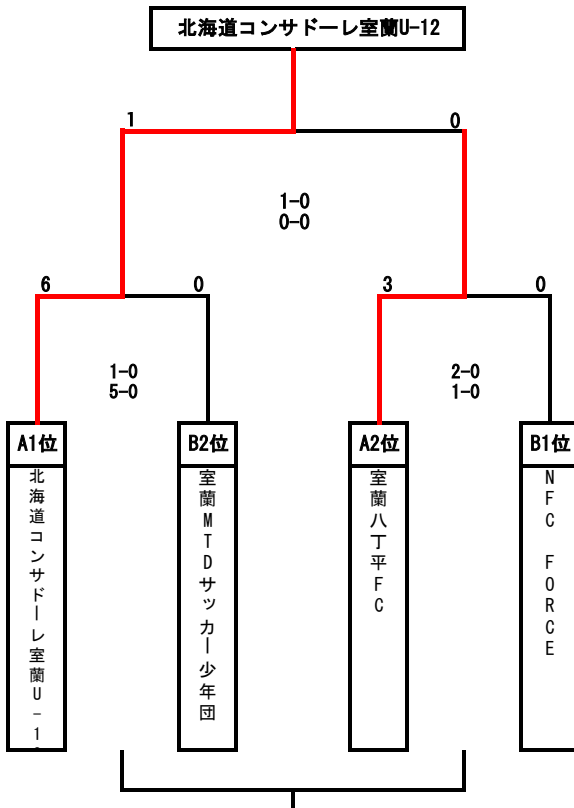 北海道コンサドーレ室蘭U-12
1
0
1-0
0-0
6
0
3
0
1-0
5-0
2-0
1-0
A1位
B2位
A2位
B1位
北海道コンサドーレ室蘭U-1
室蘭MTDサッカー少年団
室蘭八丁平FC
NFC FORCE